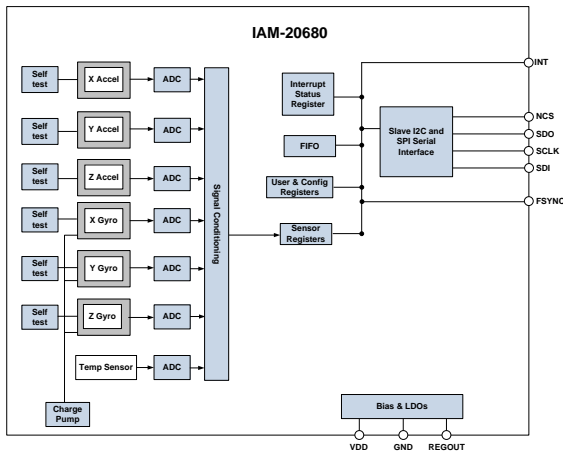 IAM-20680
Self
test
X Accel
ADC
Self
test
Y Accel
ADC
Self
test
Z Accel
ADC
Self
test
X Gyro
ADC
Self
test
Y Gyro
ADC
Self
test
Z Gyro
ADC
Temp Sensor
ADC
Charge
Pump
Signal Conditioning
Interrupt
Status
Register
FIFO
User & Config
Registers
Sensor
Registers
Slave I2C and
SPI Serial
Interface
INT
NCS
SDO
SCLK
SDI
FSYNC
Bias & LDOs
VDD
GND
REGOUT